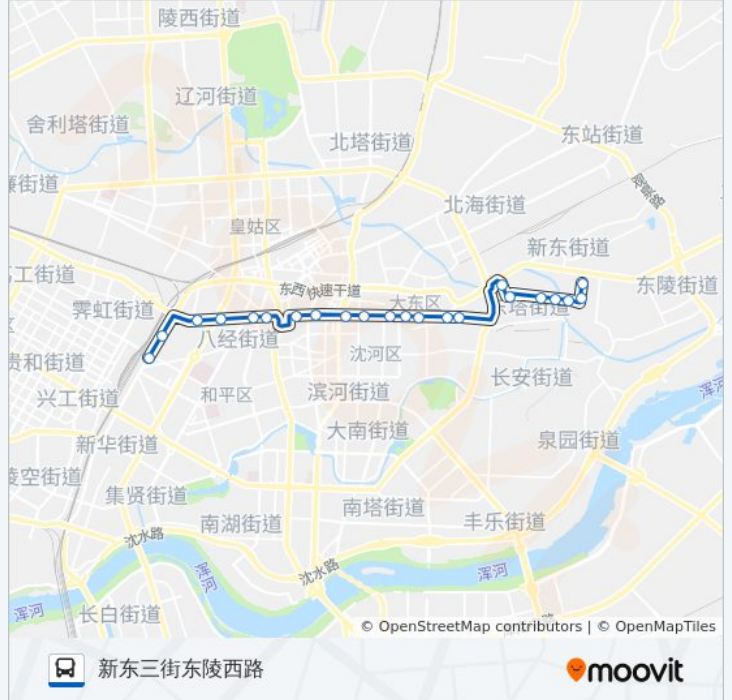 陵西街道
辽河街道
舍利塔街道
北塔街道
东站街道
廉街道
观泉路
北海街道
皇姑区
新东街道
工街道
东陵街道
东西快速干道
大东区
霁虹街道
塔街道
八经街道
沈河区
贵和街道
长安街道
兴工街道
和平区
滨河街道
浑河
大南街道
新华街道
泉园街道
凌空街道
集贤街道
南塔街道
南湖街道
丰乐街道
沈水路
沈水路
浑河
浑河
浑河
长白街道
路
© OpenStreetMap contributors | © OpenMapTiles
新东三街东陵西路
moovit